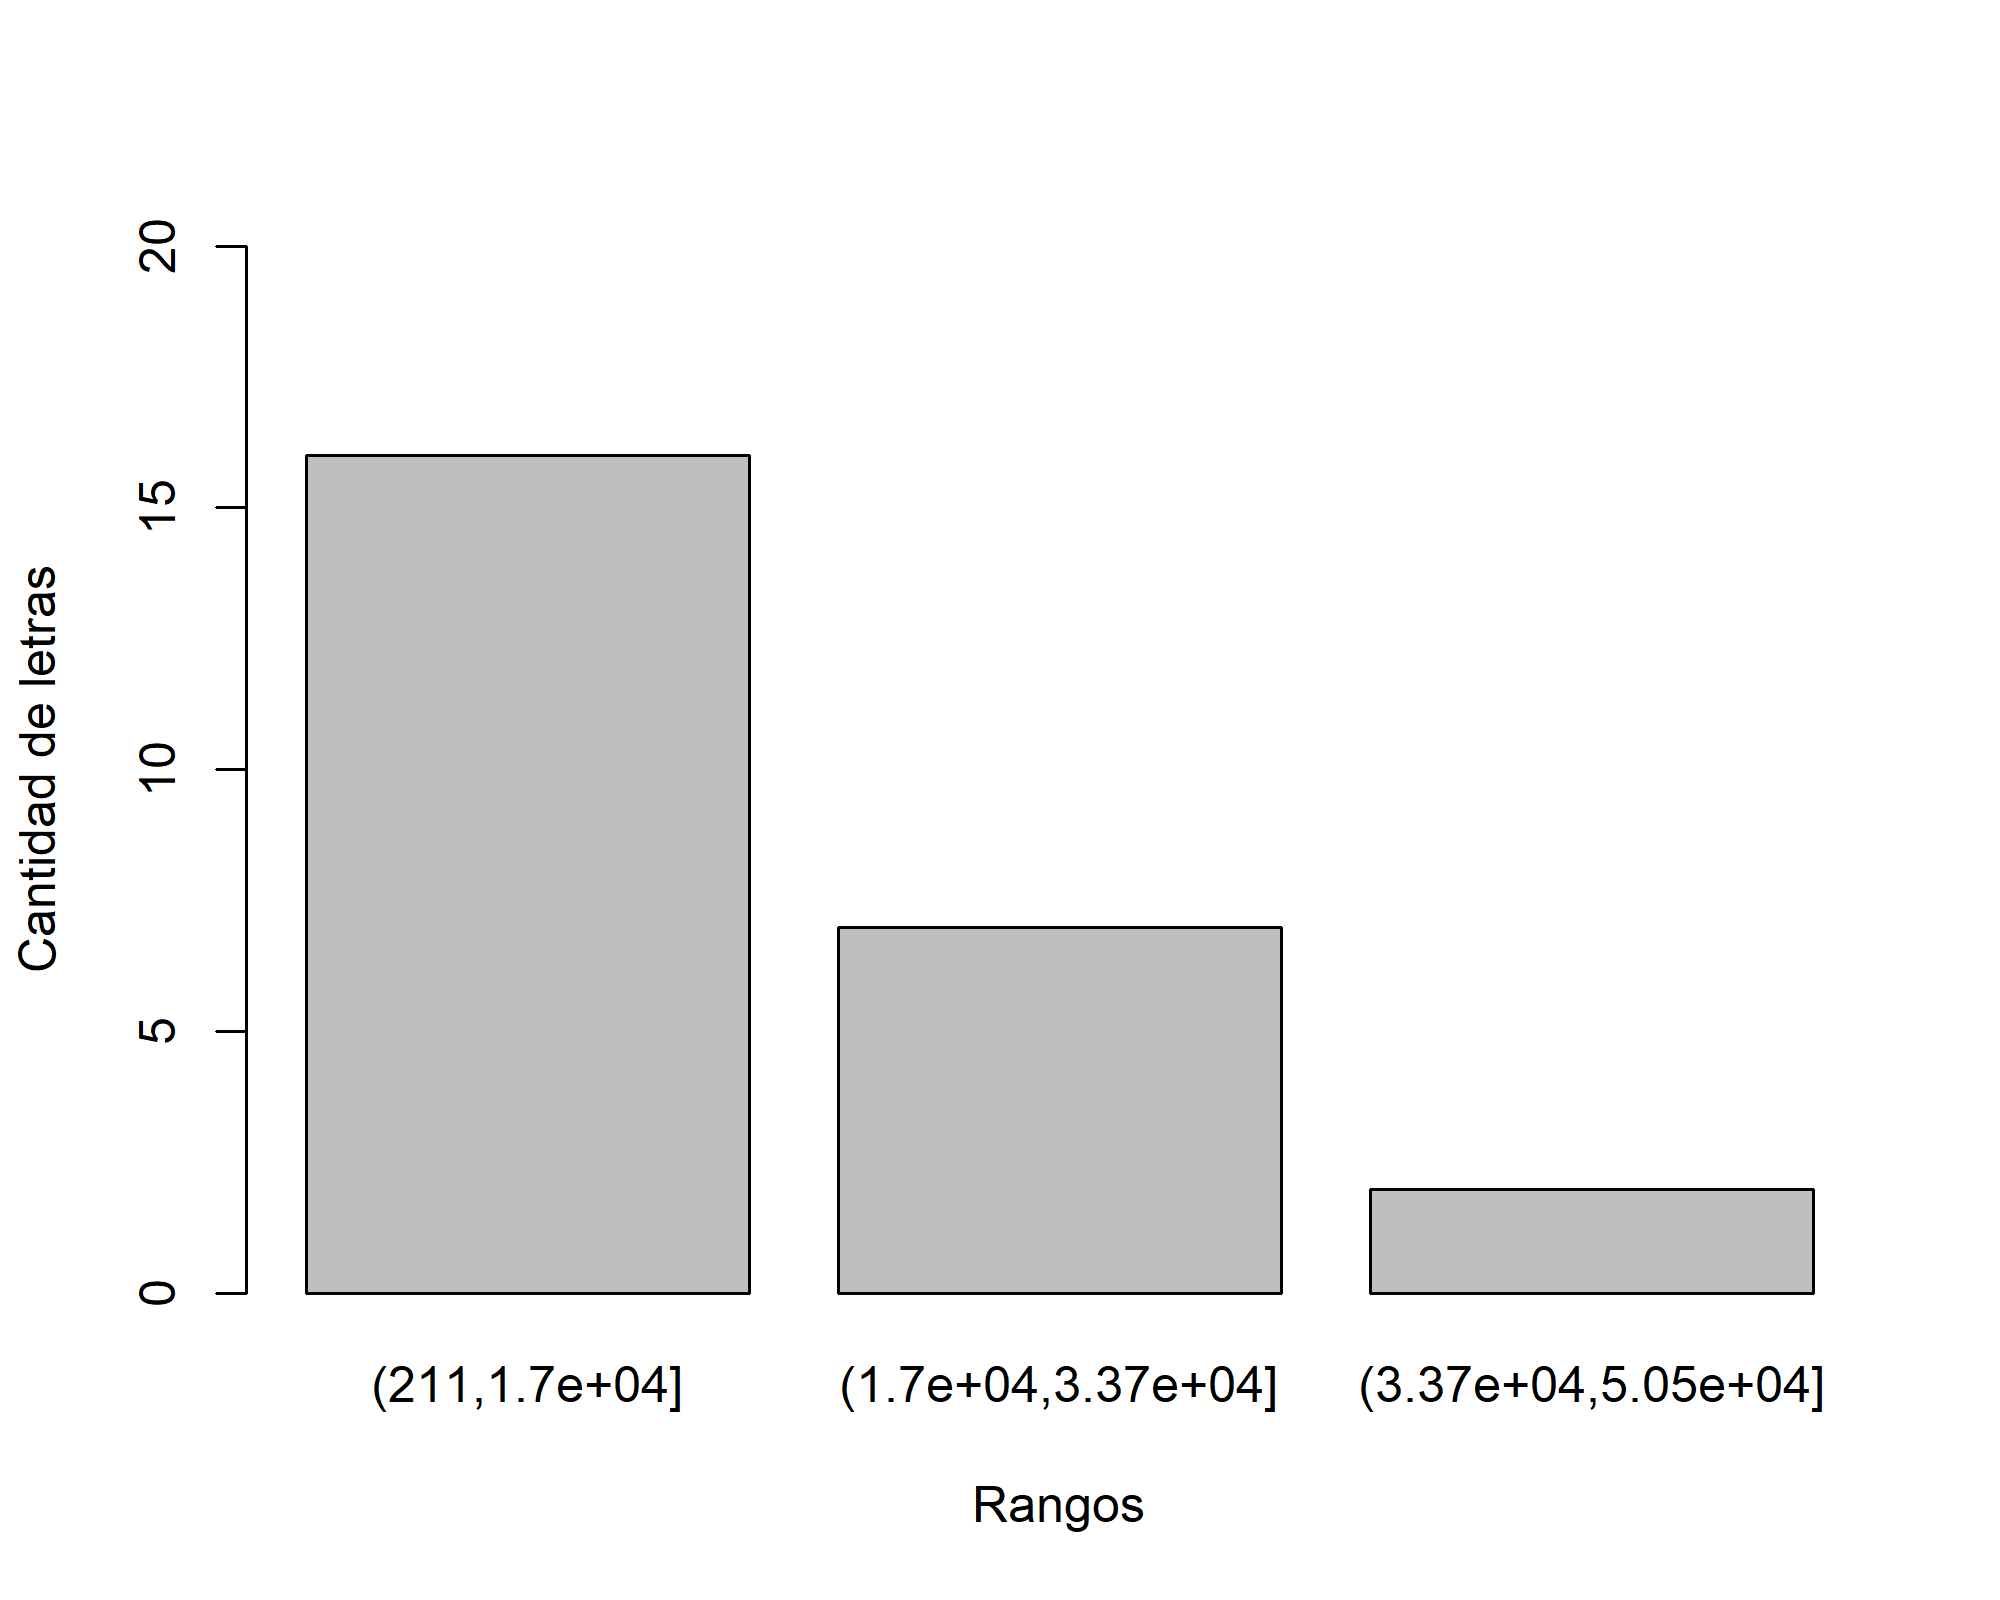 20
15
10
5
0
Cantidad de letras
(211,1.7e+04]
(1.7e+04,3.37e+04]
(3.37e+04,5.05e+04]
Rangos